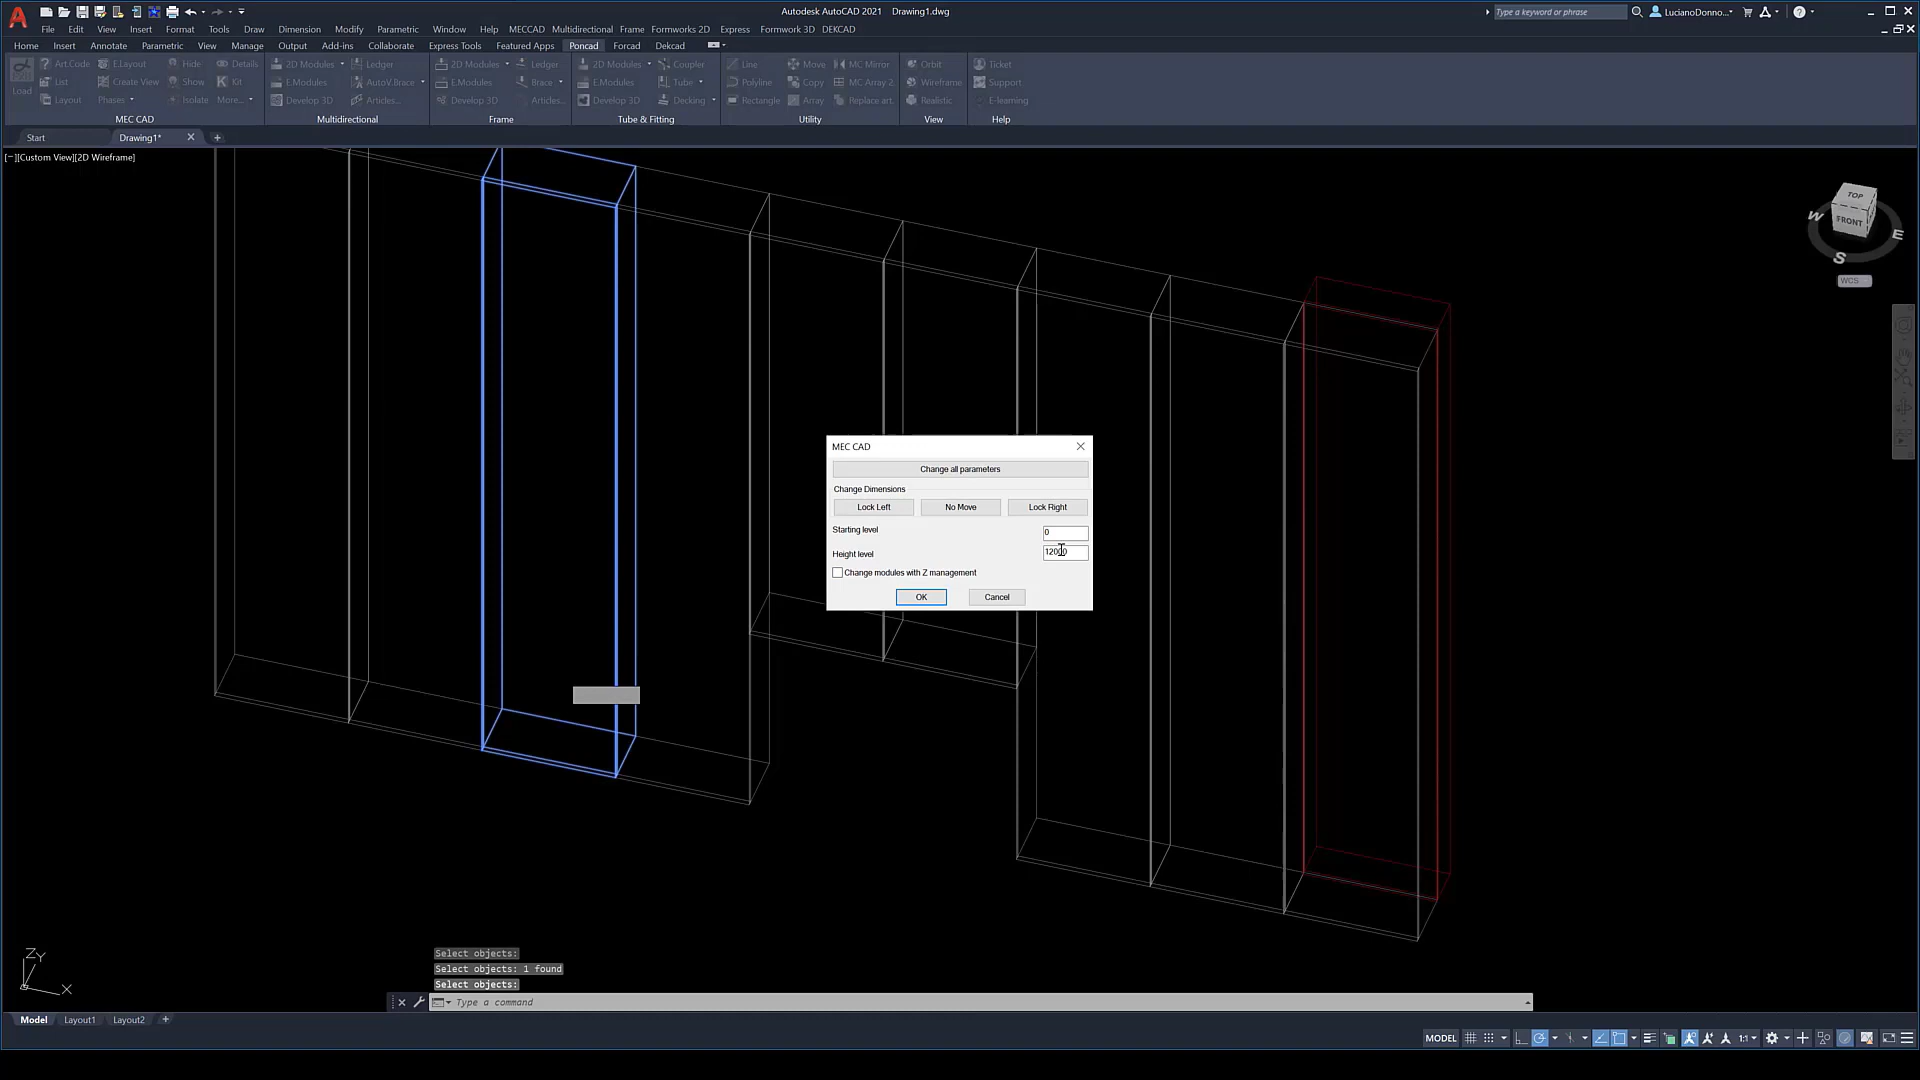 Autodesk AutoCAD 2021 Drawing1.dwg
Type a keyword or phrase
LucianoDonno...
File Edit View Insert Format Tools Draw Dimension Modify Parametric Window Help MECCAD Multidirectional Frame Formworks 2D Express Formwork 3D DEKCAD
Home Insert Annotate Parametric View Manage Output Add-ins Collaborate Express Tools Featured Apps Poncad Forcad Dekcad
Load Art.Code E.Layout Hide Details 2D Modules Ledger 2D Modules Ledger 2D Modules Coupler Line Move MC Mirror Orbit Ticket
List Create View Show Kit E.Modules AutoV.Brace E.Modules Brace E.Modules Tube Polyline Copy MC Array 2. Wireframe Support
Layout Phases Isolate More... Develop 3D Articles... Develop 3D Articles... Develop 3D Decking Rectangle Array Replace art. Realistic E-learning
MEC CAD Multidirectional Frame Tube & Fitting Utility View Help
Start Drawing1*
[−][Custom View][2D Wireframe]
TOP
FRONT
W
E
S
WCS
MEC CAD
Change all parameters
Change Dimensions
Lock Left No Move Lock Right
Starting level 0
Height level 12000
Change modules with Z management
OK Cancel
Z Y
X
Select objects:
Select objects: 1 found
Select objects:
Type a command
Model Layout1 Layout2
MODEL 1:1